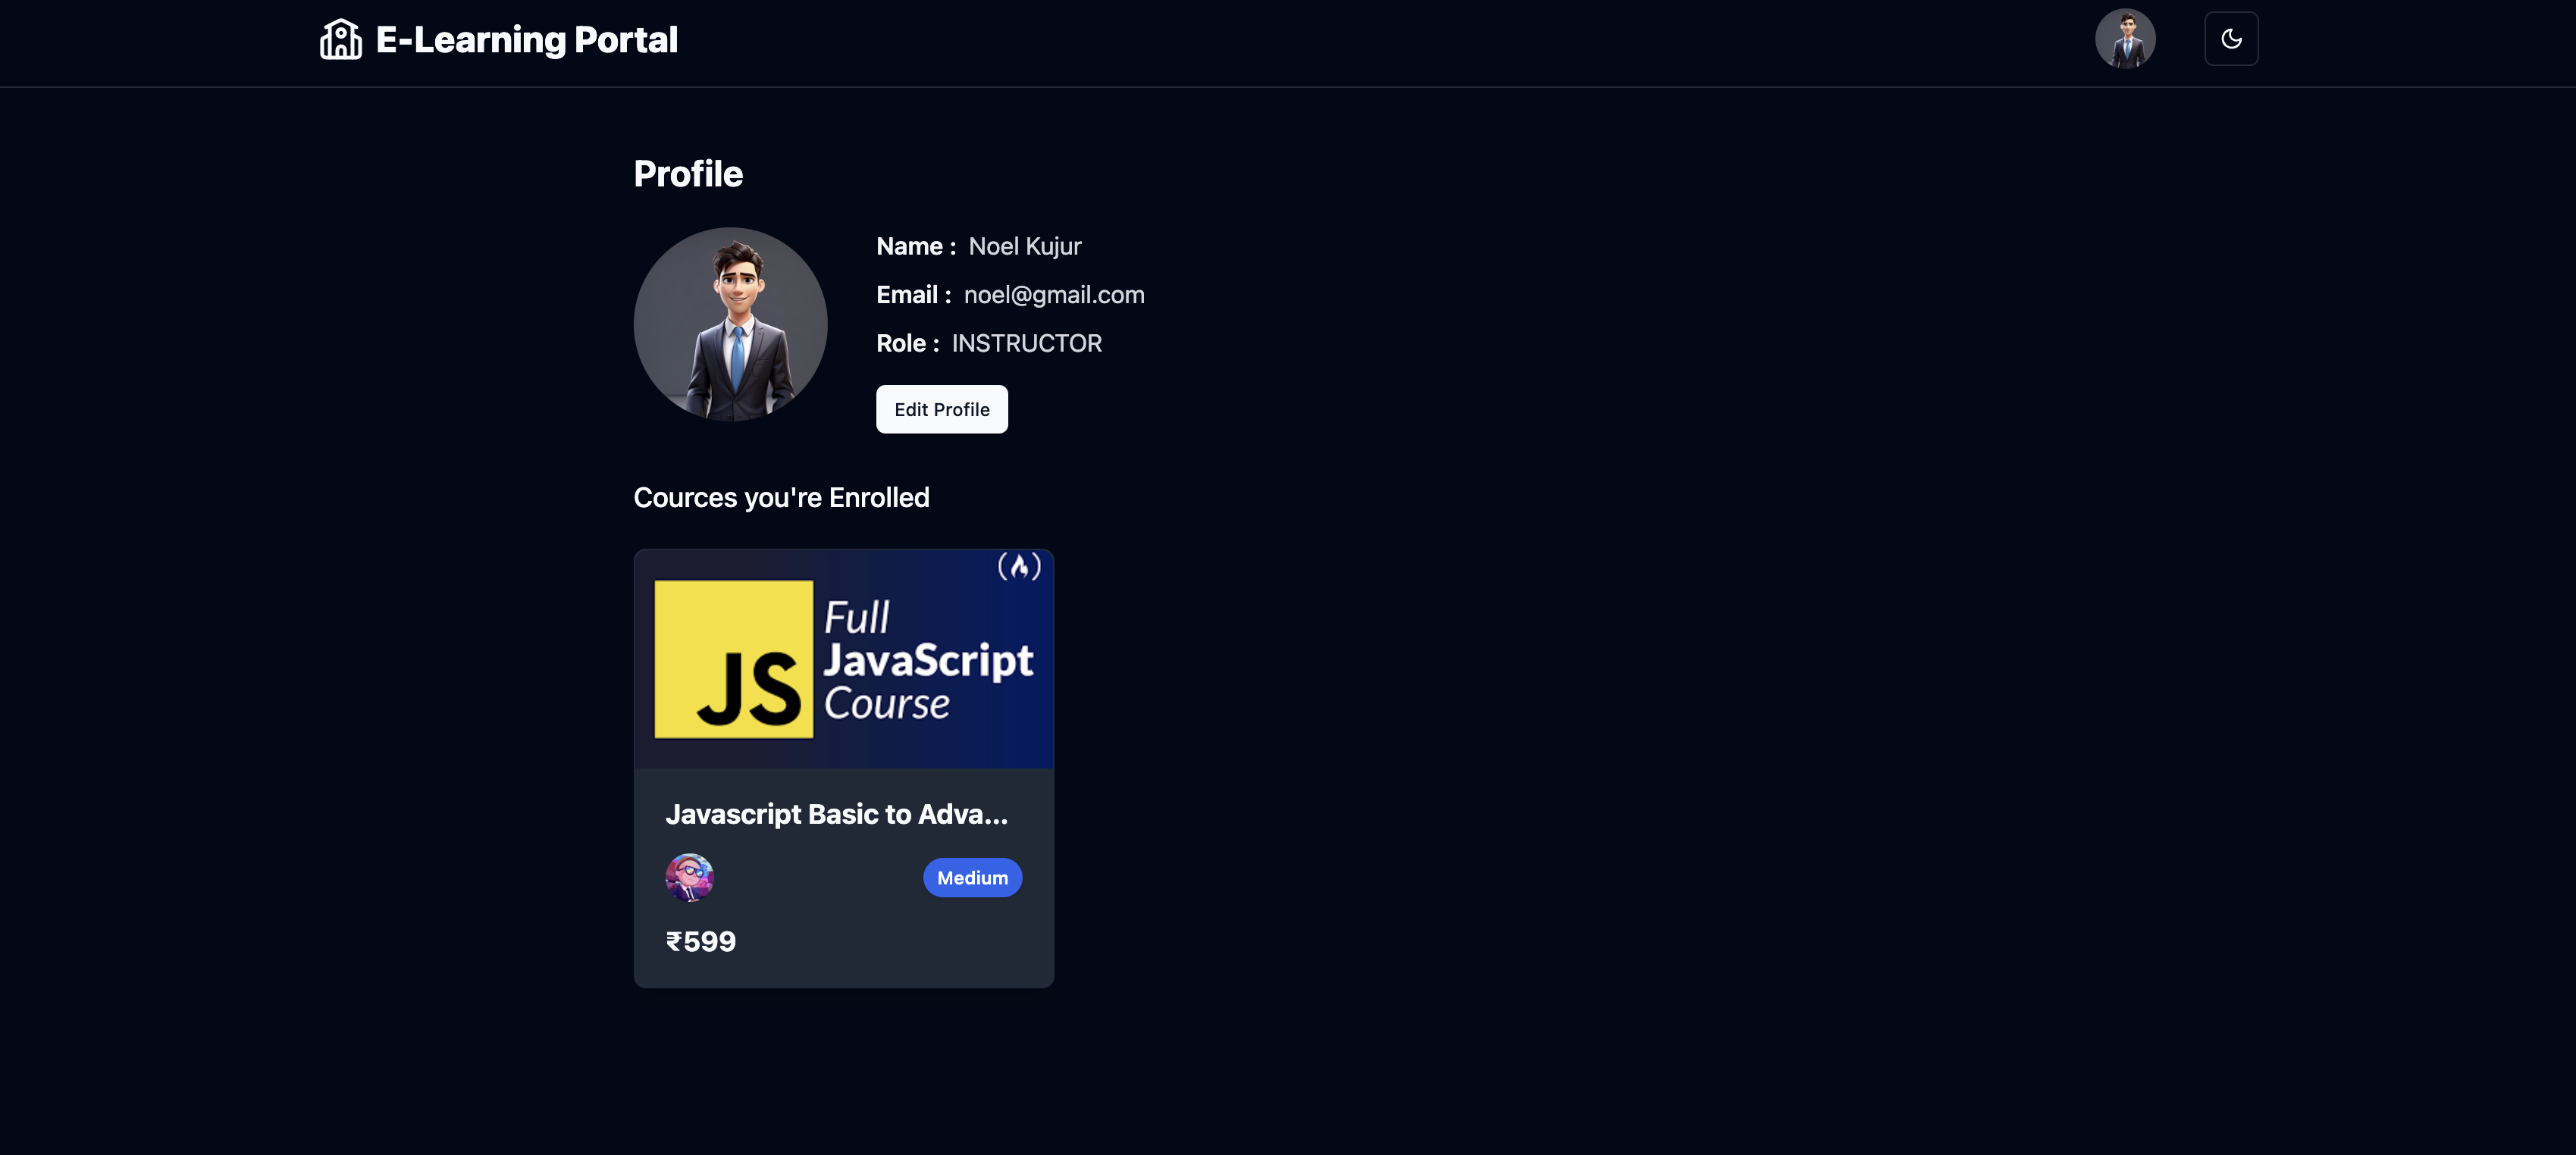 E-Learning Portal
Profile
Name : Noel Kujur
Email : noel@gmail.com
Role : INSTRUCTOR
Edit Profile
Cources you're Enrolled
JS
Full
JavaScript
Course
Javascript Basic to Adva...
Medium
₹599